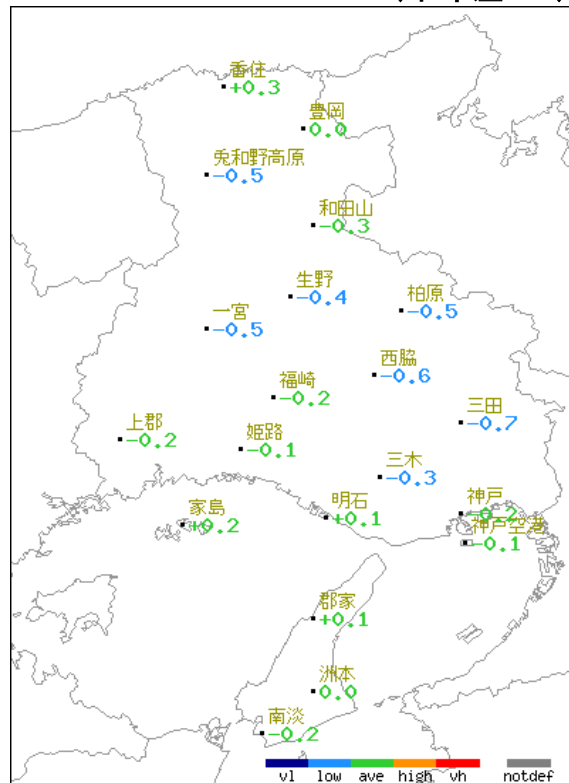 香住
+0.3
豊岡
0.0
兎和野高原
-0.5
和田山
-0.3
生野
-0.4
柏原
-0.5
一宮
-0.5
西脇
-0.6
福崎
-0.2
三田
-0.7
上郡
-0.2
姫路
-0.1
三木
-0.3
家島
+0.2
明石
+0.1
神戸
-0.2
神戸空港
-0.1
郡家
+0.1
洲本
0.0
南淡
-0.2
vl low ave high vh notdef